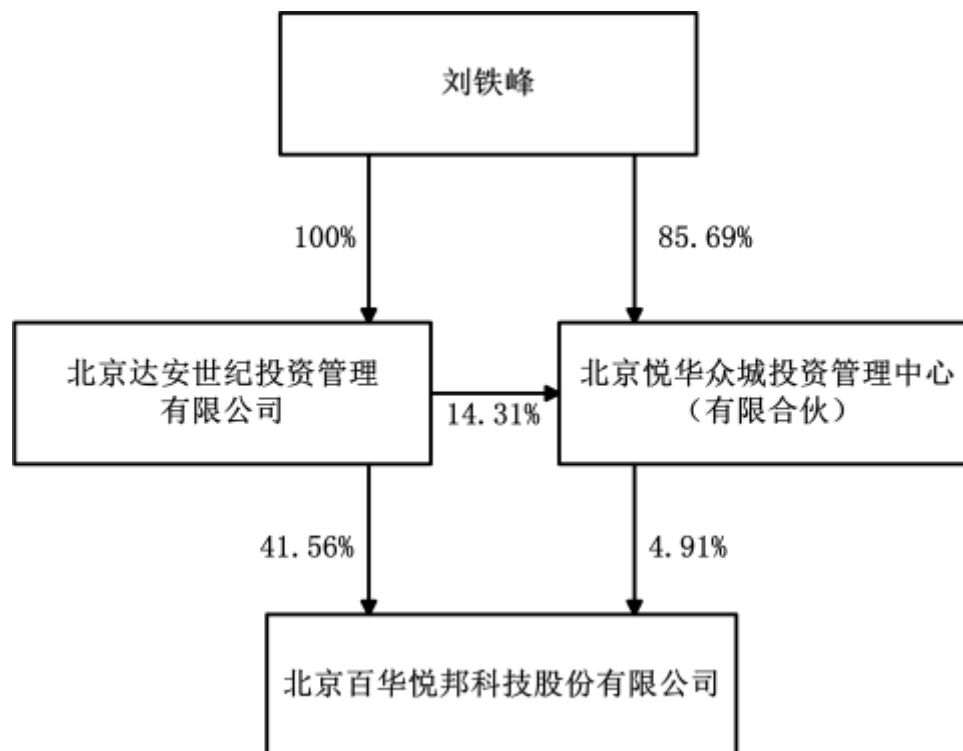 刘铁峰
100%
85.69%
北京达安世纪投资管理
有限公司
14.31%
北京悦华众城投资管理中心
（有限合伙）
41.56%
4.91%
北京百华悦邦科技股份有限公司